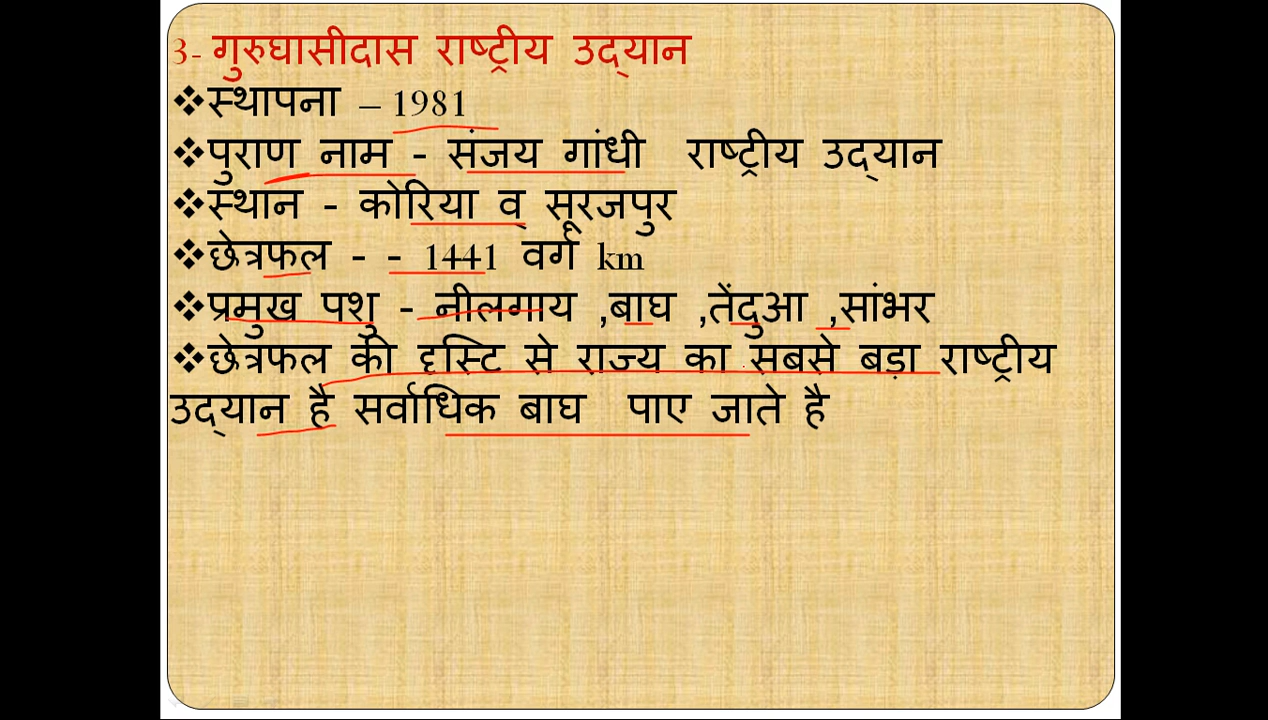 3- गुरुघासीदास राष्ट्रीय उद्यान
❖स्थापना – 1981
❖पुराण नाम - संजय गांधी राष्ट्रीय उद्यान
❖स्थान - कोरिया व् सूरजपुर
❖छेत्रफल - - 1441 वर्ग km
❖प्रमुख पशु - नीलगाय ,बाघ ,तेंदुआ ,सांभर
❖छेत्रफल की दृस्टि से राज्य का सबसे बड़ा राष्ट्रीय
उद्यान है सर्वाधिक बाघ पाए जाते है